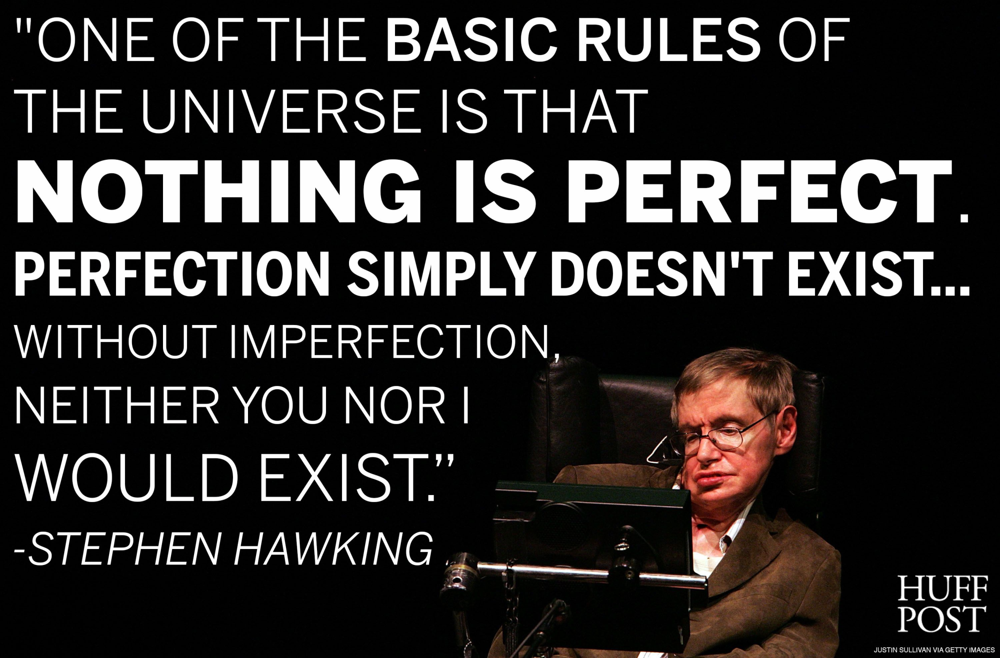 "ONE OF THE BASIC RULES OF
THE UNIVERSE IS THAT
NOTHING IS PERFECT.
PERFECTION SIMPLY DOESN'T EXIST...
WITHOUT IMPERFECTION,
NEITHER YOU NOR I
WOULD EXIST.”
-STEPHEN HAWKING
HUFF
POST
JUSTIN SULLIVAN VIA GETTY IMAGES